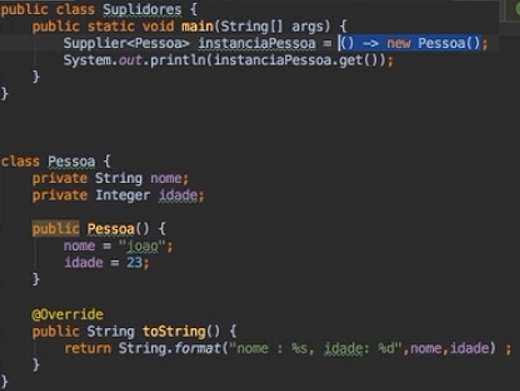 public class Suplidores {
    public static void main(String[] args) {
        Supplier<Pessoa> instanciaPessoa = () -> new Pessoa();
        System.out.println(instanciaPessoa.get());
    }
}
class Pessoa {
    private String nome;
    private Integer idade;
    public Pessoa() {
        nome = "joao";
        idade = 23;
    }
    @Override
    public String toString() {
        return String.format("nome : %s, idade: %d",nome,idade) ;
    }
}